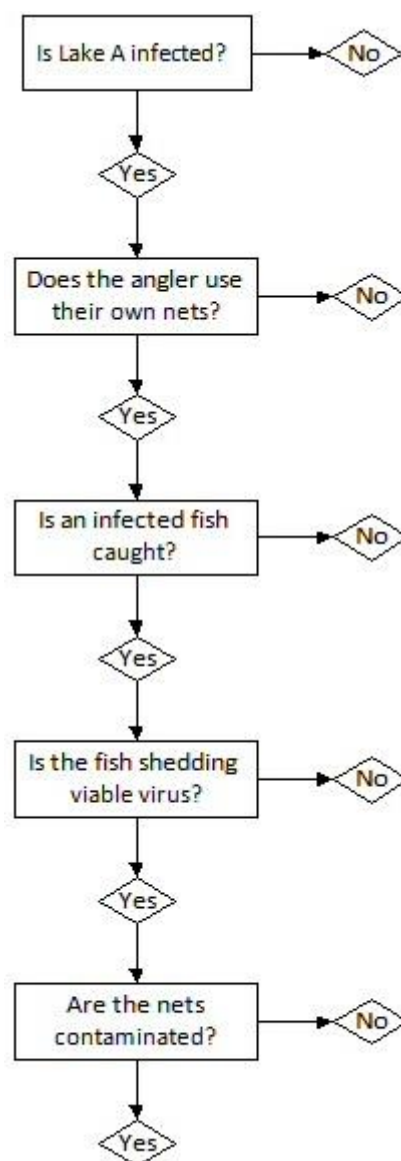 Is Lake A infected?
No
Yes
Does the angler use
their own nets?
No
Yes
Is an infected fish
caught?
No
Yes
Is the fish shedding
viable virus?
No
Yes
Are the nets
contaminated?
No
Yes